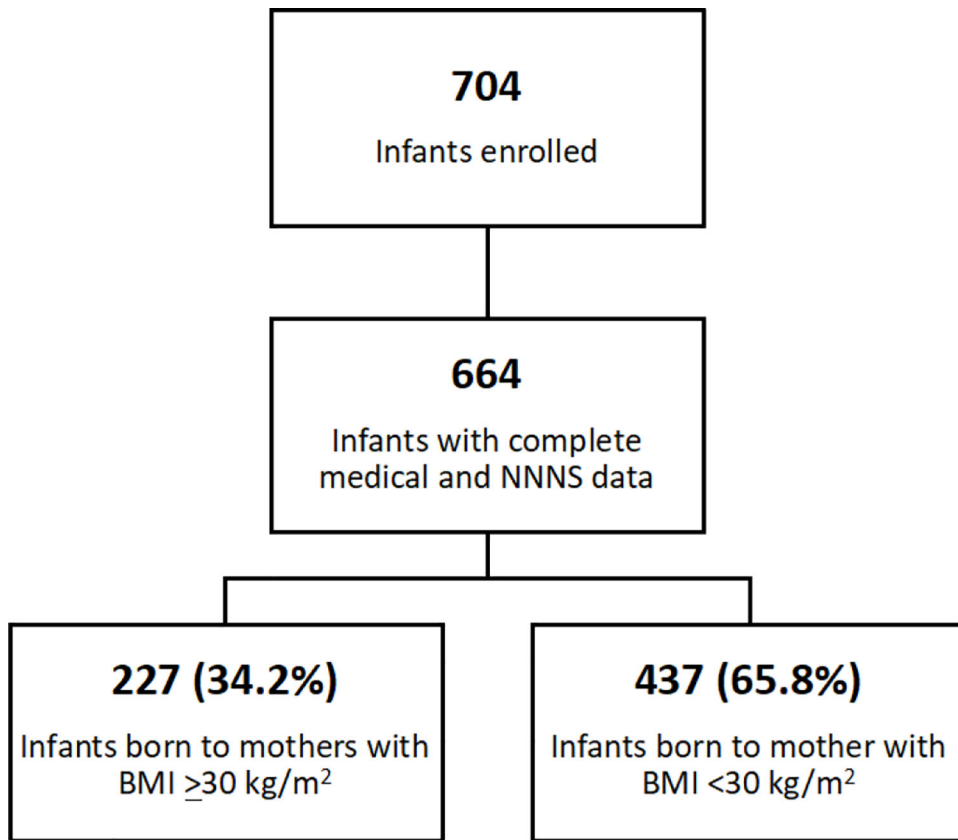 704
Infants enrolled
664
Infants with complete
medical and NNNS data
227 (34.2%)
Infants born to mothers with
BMI ≥30 kg/m²
437 (65.8%)
Infants born to mother with
BMI <30 kg/m²